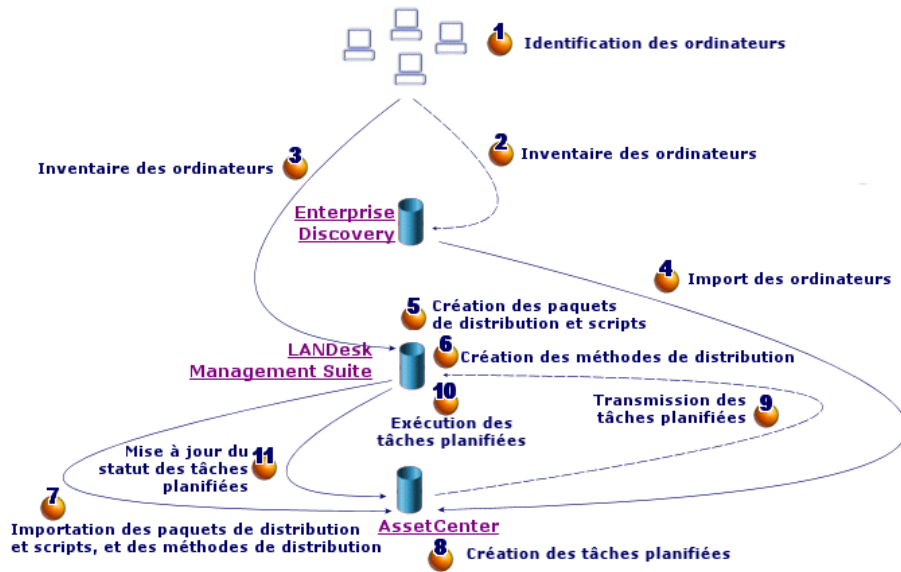 1 Identification des ordinateurs
2 Inventaire des ordinateurs
3
Inventaire des ordinateurs
Enterprise
Discovery
4
Import des ordinateurs
5 Création des paquets
de distribution et scripts
6
Création des méthodes de distribution
LANDesk
Management Suite
10
Exécution des
tâches planifiées
Transmission des
tâches planifiées
9
Mise à jour du
statut des tâches
planifiées
11
7
Importation des paquets de distribution
et scripts, et des méthodes de distribution
AssetCenter
8 Création des tâches planifiées